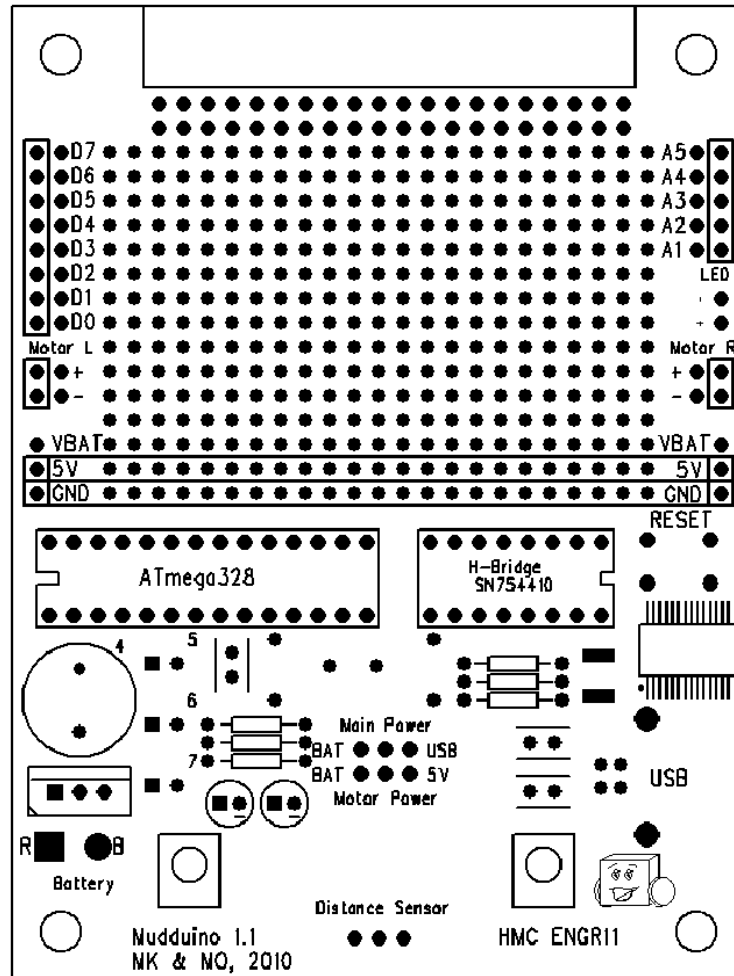 D7 A5
D6 A4
D5 A3
D4 A2
D3 A1
D2 LED
D1 -
D0 +
Motor L Motor R
+ +
- -
VBAT VBAT
5V 5V
GND GND
RESET
ATmega328
H-Bridge
SN754410
4 5
6
Main Power
BAT USB
7
BAT 5V
Motor Power
USB
R B
Battery
Distance Sensor
Mudduino 1.1
MK & NO, 2010
HMC ENGR11